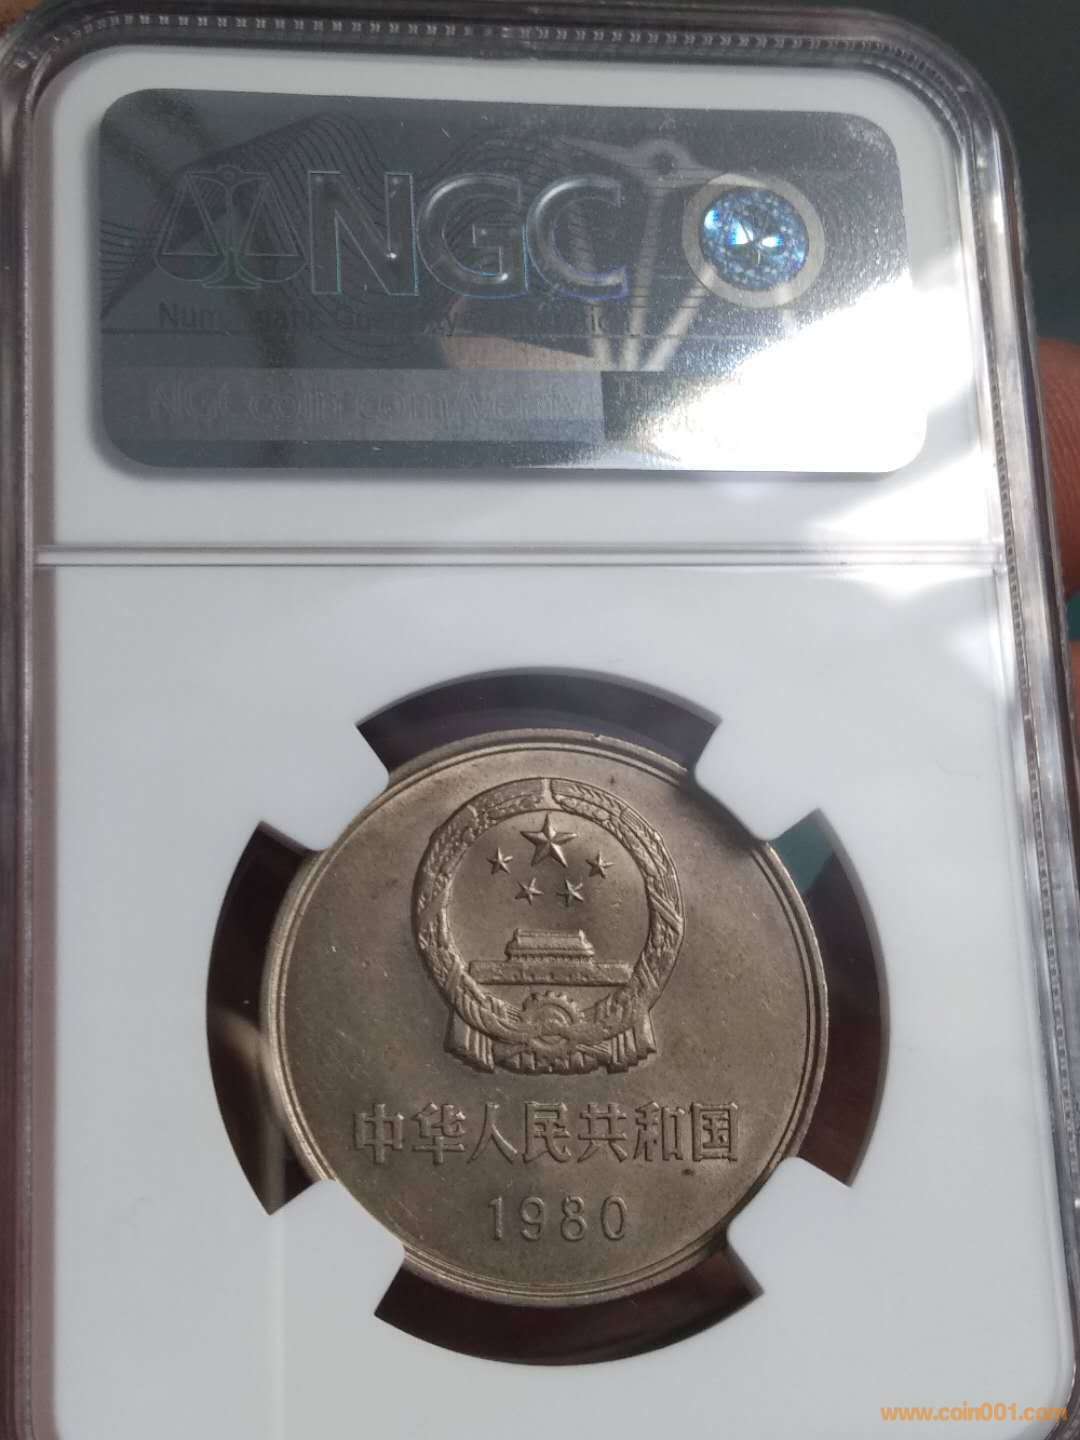 NGC
NGCcoin.com/verify
中华人民共和国
1980
www.coin001.com